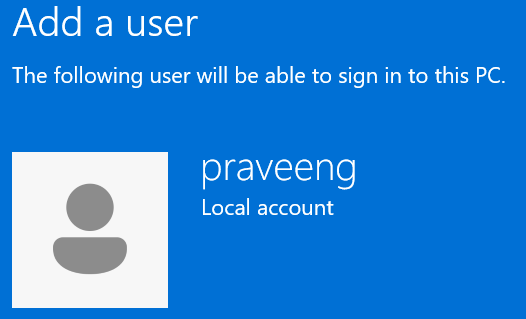 Add a user
The following user will be able to sign in to this PC.
praveeng
Local account